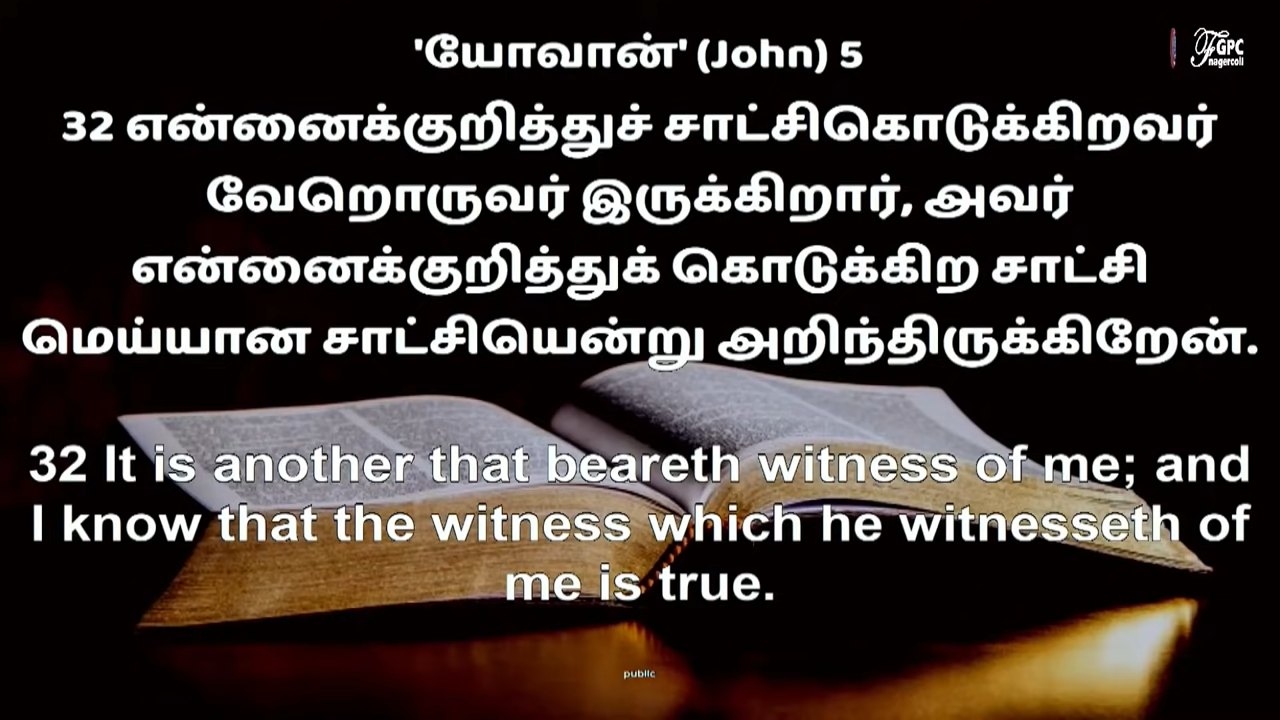 'யோவான்' (John) 5
GPC
nagercoil
32 என்னைக்குறித்துச் சாட்சிகொடுக்கிறவர்
வேறொருவர் இருக்கிறார், அவர்
என்னைக்குறித்துக் கொடுக்கிற சாட்சி
மெய்யான சாட்சியென்று அறிந்திருக்கிறேன்.
32 It is another that beareth witness of me; and
I know that the witness which he witnesseth of
me is true.
public